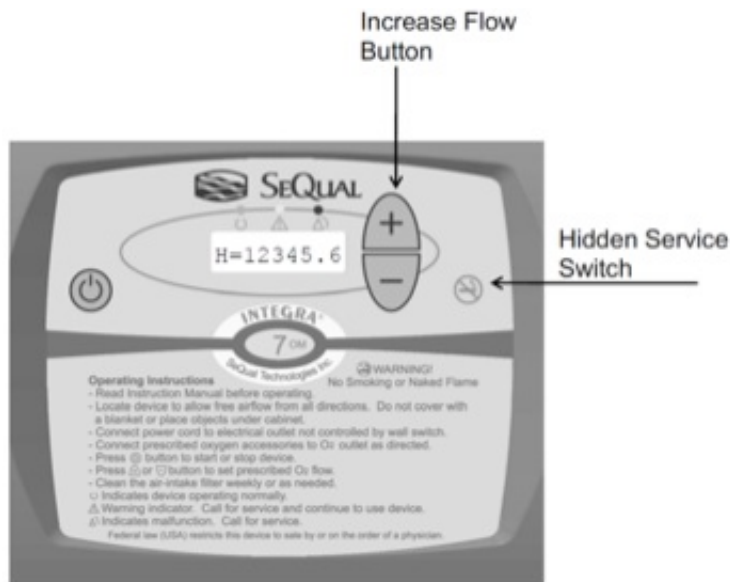 Increase Flow
Button
SEQUAL
H=12345.6
Hidden Service
Switch
INTEGRA®
7 OM
SeQual Technologies Inc.
WARNING!
No Smoking or Naked Flame
Operating Instructions
- Read Instruction Manual before operating.
- Locate device to allow free airflow from all directions. Do not cover with
a blanket or place objects under cabinet.
- Connect power cord to electrical outlet not controlled by wall switch.
- Connect prescribed oxygen accessories to O2 outlet as directed.
- Press button to start or stop device.
- Press or button to set prescribed O2 flow.
- Clean the air-intake filter weekly or as needed.
Indicates device operating normally.
Warning indicator. Call for service and continue to use device.
Indicates malfunction. Call for service.
Federal law (USA) restricts this device to sale by or on the order of a physician.